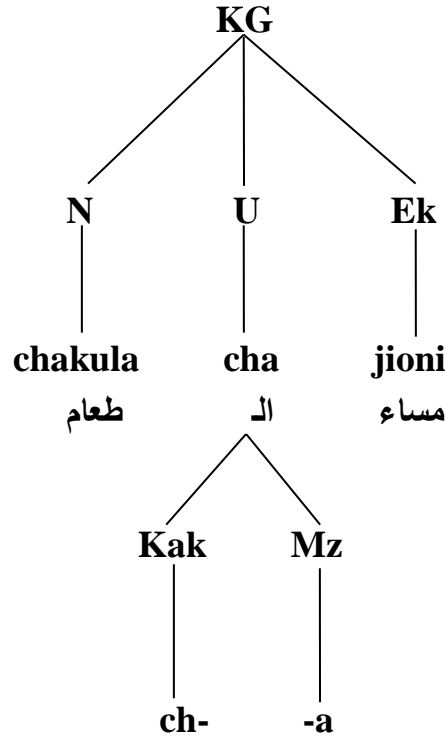 KG
N U Ek
chakula cha jioni
طعام الـ مساء
Kak Mz
ch- -a